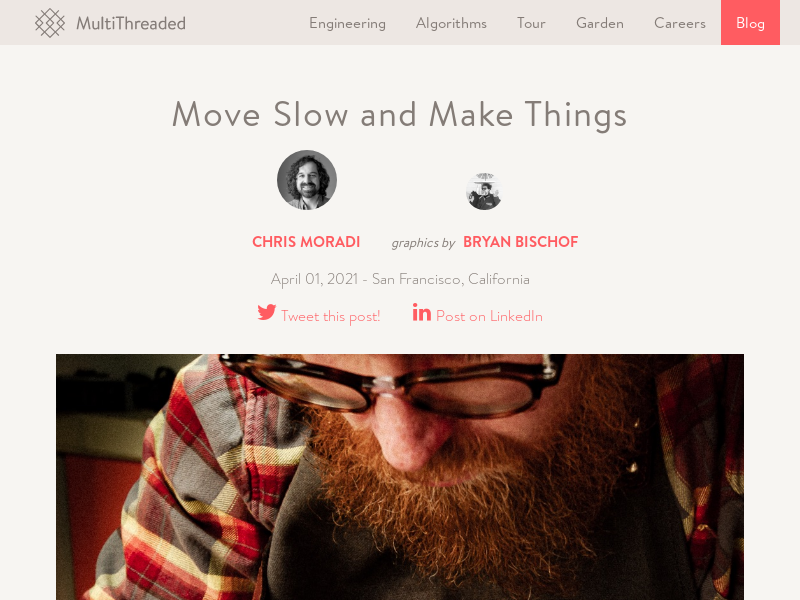 MultiThreaded
Engineering
Algorithms
Tour
Garden
Careers
Blog
Move Slow and Make Things
CHRIS MORADI
graphics by BRYAN BISCHOF
April 01, 2021 - San Francisco, California
Tweet this post!
Post on LinkedIn